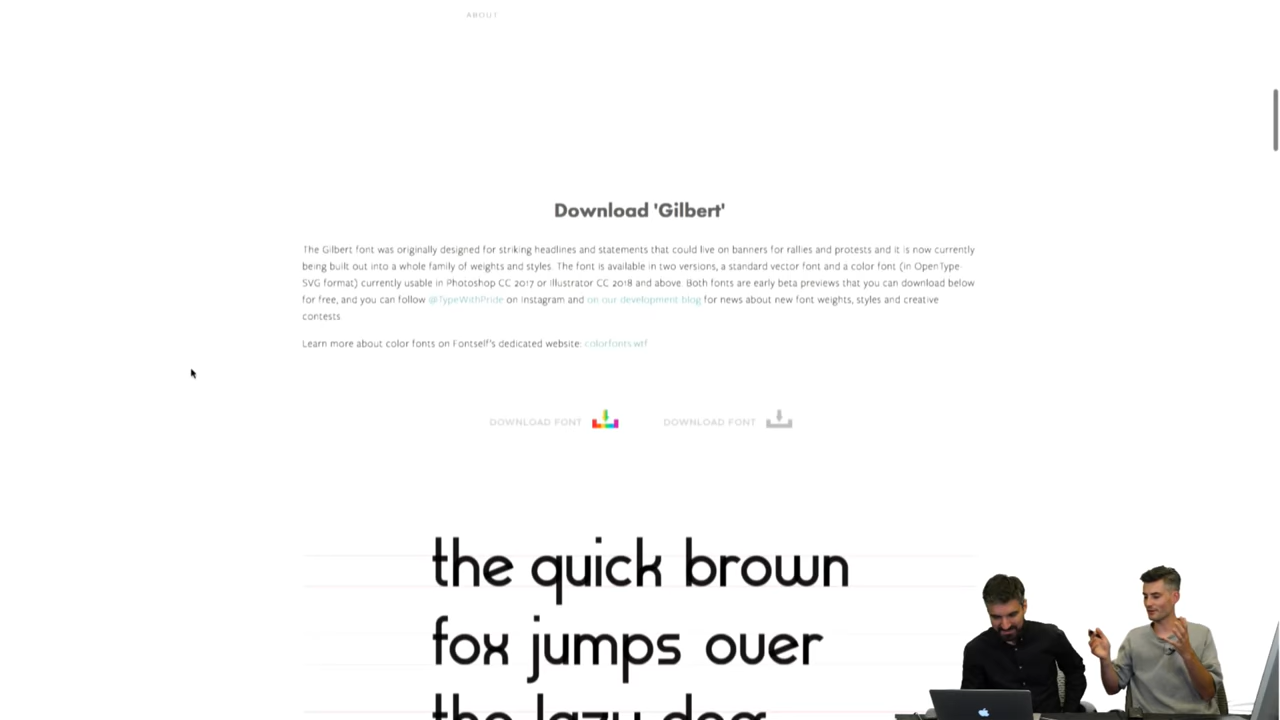 ABOUT
Download 'Gilbert'
The Gilbert font was originally designed for striking headlines and statements that could live on banners for rallies and protests and it is now currently
being built out into a whole family of weights and styles. The font is available in two versions, a standard vector font and a color font (in OpenType-
SVG format) currently usable in Photoshop CC 2017 or Illustrator CC 2018 and above. Both fonts are early beta previews that you can download below
for free, and you can follow @TypeWithPride on Instagram and on our development blog for news about new font weights, styles and creative
contests
Learn more about color fonts on Fontself's dedicated website: colorfonts.wtf
DOWNLOAD FONT DOWNLOAD FONT
the quick brown
fox jumps over
the lazy dog